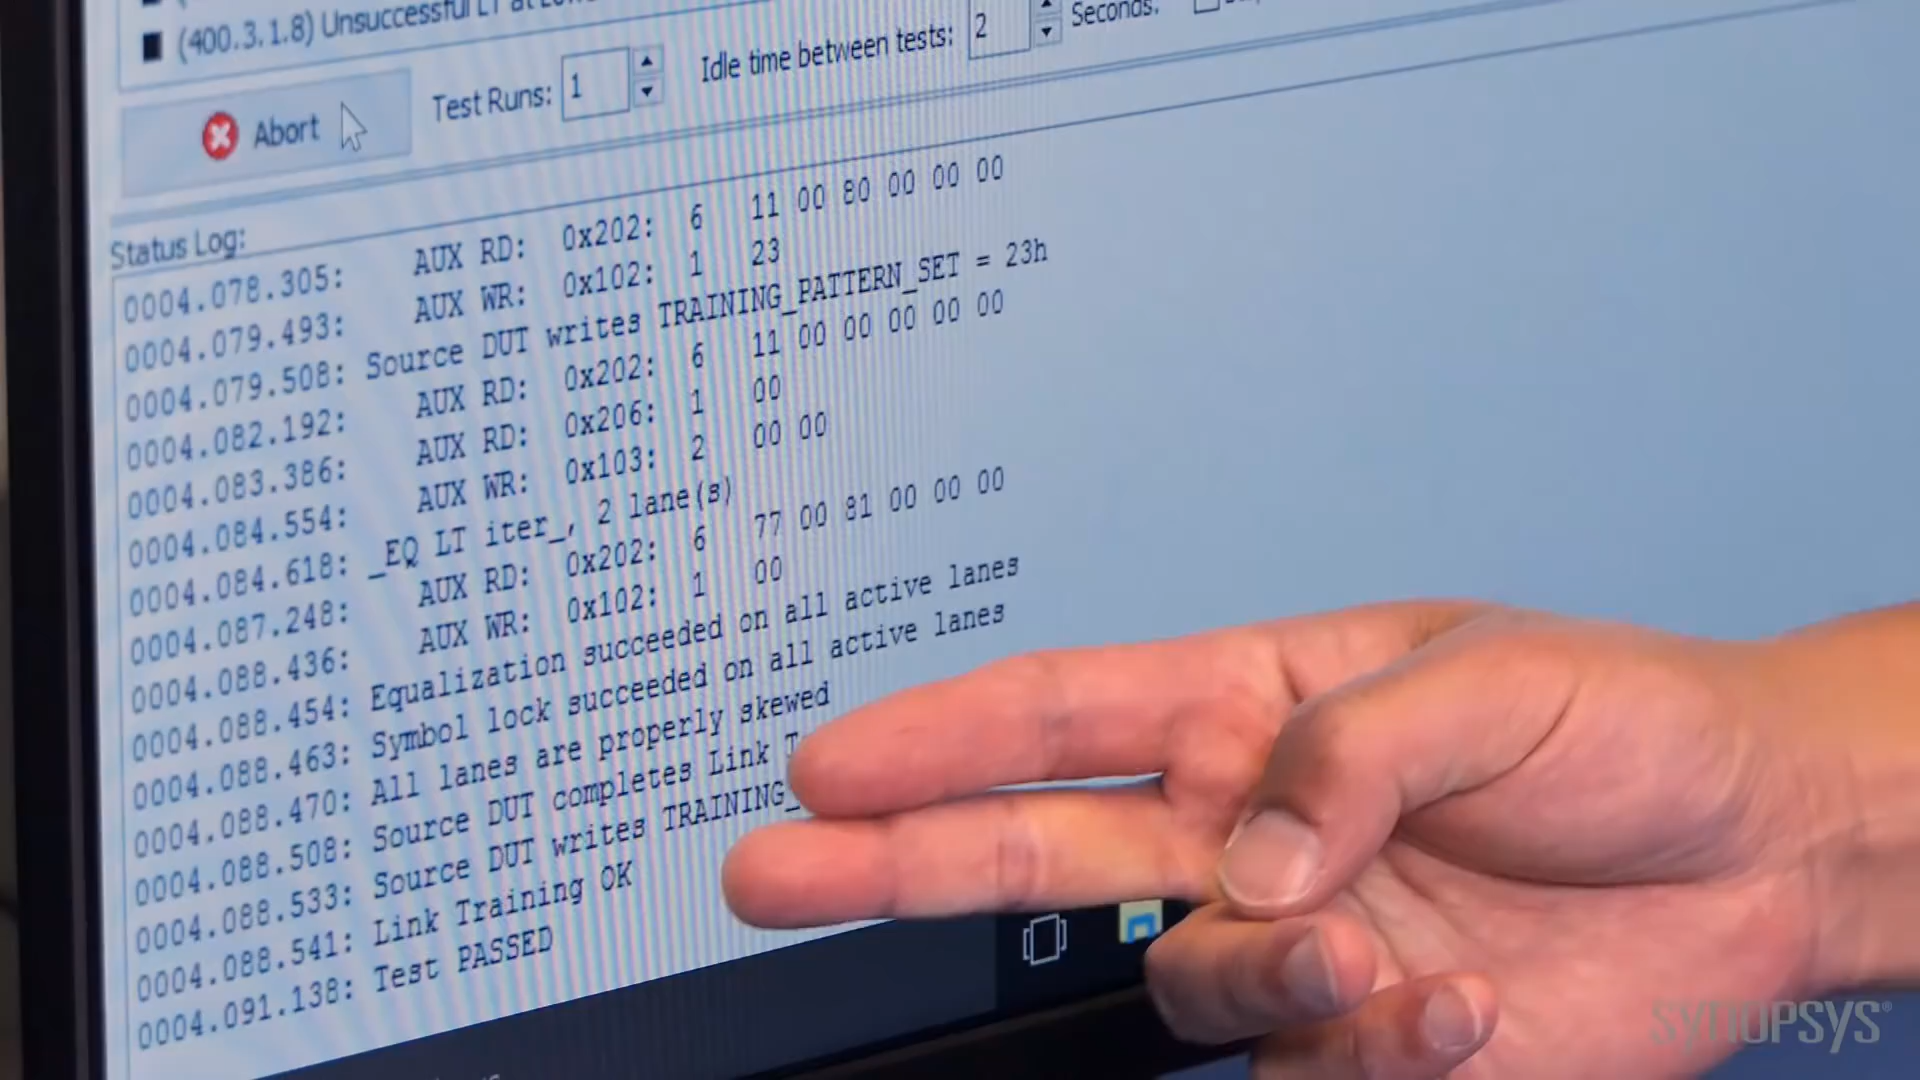 (400.3.1.8) Unsuccessful LT at
Abort
Test Runs: 1
Idle time between tests: 2 Seconds.
Status Log:
0004.078.305: AUX RD: 0x202: 6 11 00 80 00 00 00
0004.079.493: AUX WR: 0x102: 1 23
0004.079.508: Source DUT writes TRAINING_PATTERN_SET = 23h
0004.082.192: AUX RD: 0x202: 6 11 00 00 00 00 00
0004.083.386: AUX RD: 0x206: 1 00
0004.084.554: AUX WR: 0x103: 2 00 00
0004.084.618: _EQ LT iter_, 2 lane(s)
0004.087.248: AUX RD: 0x202: 6 77 00 81 00 00 00
0004.088.436: AUX WR: 0x102: 1 00
0004.088.454: Equalization succeeded on all active lanes
0004.088.463: Symbol lock succeeded on all active lanes
0004.088.470: All lanes are properly skewed
0004.088.508: Source DUT completes Link
0004.088.533: Source DUT writes TRAINING_
0004.088.541: Link Training OK
0004.091.138: Test PASSED
SYNOPSYS®